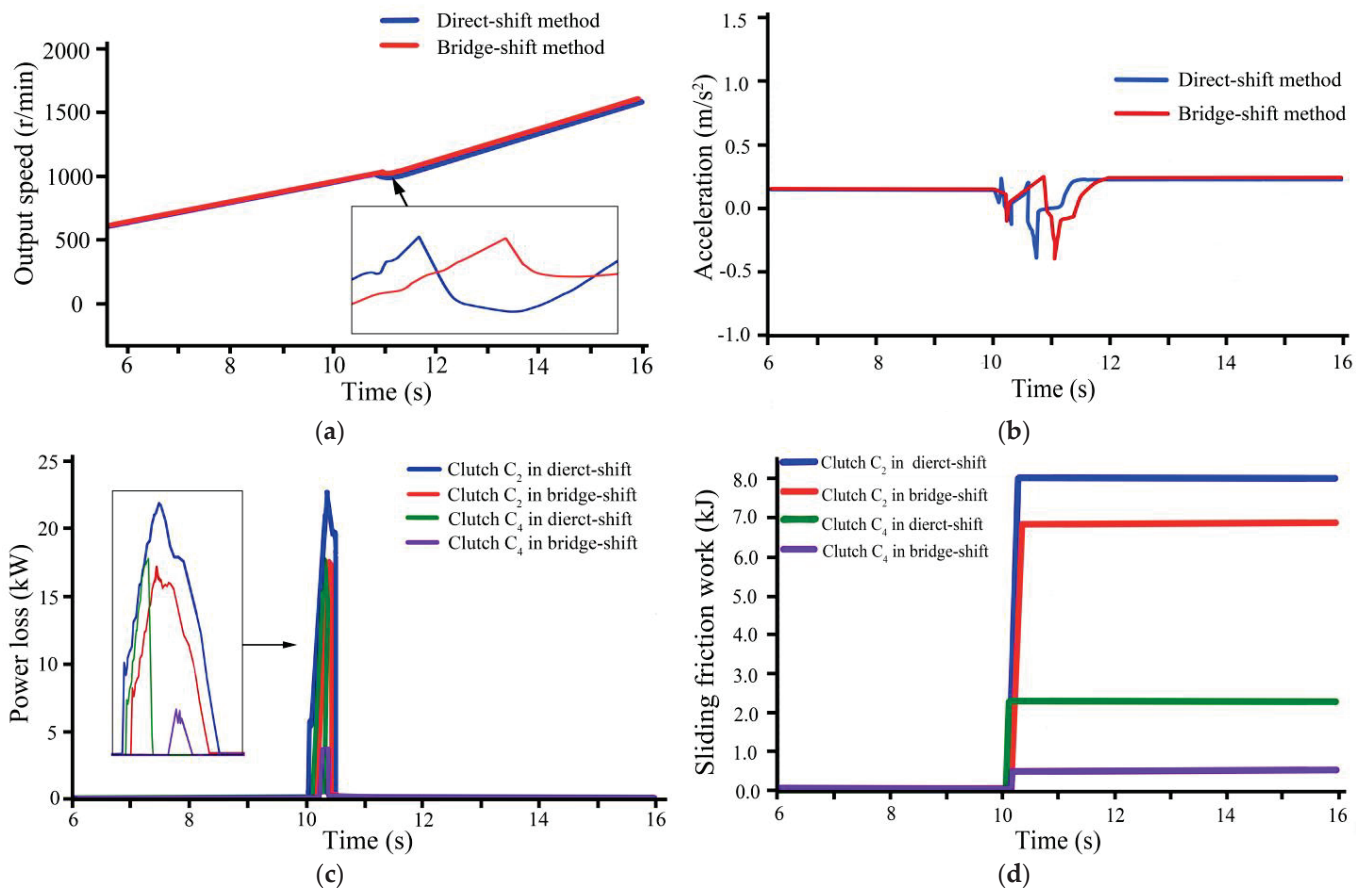 Direct-shift method
Bridge-shift method
Output speed (r/min)
2000
1500
1000
500
0
6
8
10
12
14
16
Time (s)
(a)
Direct-shift method
Bridge-shift method
Acceleration (m/s²)
1.5
1.0
0.5
0.0
-0.5
-1.0
6
8
10
12
14
16
Time (s)
(b)
Clutch C₂ in dierct-shift
Clutch C₂ in bridge-shift
Clutch C₄ in dierct-shift
Clutch C₄ in bridge-shift
Power loss (kW)
25
20
15
10
5
0
6
8
10
12
14
16
Time (s)
(c)
Clutch C₂ in dierct-shift
Clutch C₂ in bridge-shift
Clutch C₄ in dierct-shift
Clutch C₄ in bridge-shift
Sliding friction work (kJ)
8.0
7.0
6.0
5.0
4.0
3.0
2.0
1.0
0.0
6
8
10
12
14
16
Time (s)
(d)